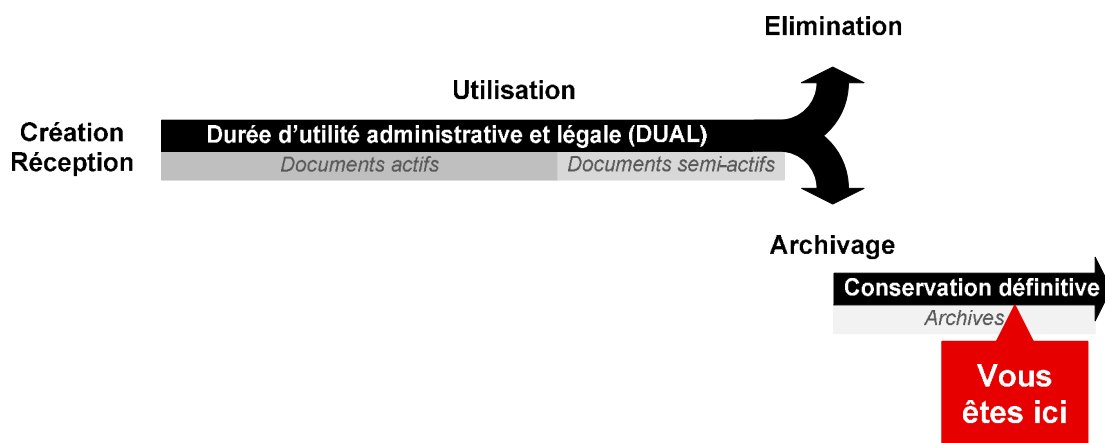 Elimination
Utilisation
Création
Réception
Durée d'utilité administrative et légale (DUAL)
Documents actifs
Documents semi-actifs
Archivage
Conservation définitive
Archives
Vous
êtes ici